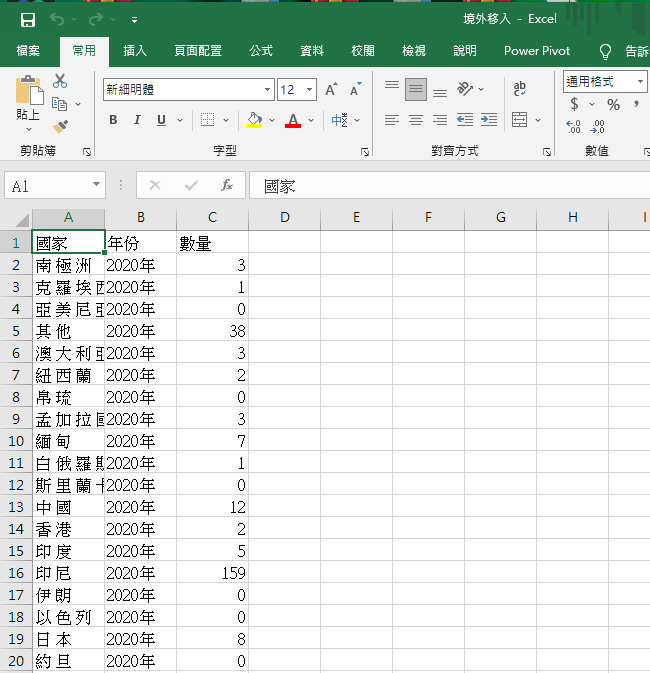 境外移入 - Excel
檔案 常用 插入 頁面配置 公式 資料 校閱 檢視 說明 Power Pivot 告訴
貼上 新細明體 12 A A ab 通用格式
B I U A 中 $ % ,
剪貼簿 字型 對齊方式 數值
A1 fx 國家
A B C D E F G H I
1 國家 年份 數量
2 南極洲 2020年 3
3 克羅埃西 2020年 1
4 亞美尼亞 2020年 0
5 其他 2020年 38
6 澳大利亞 2020年 3
7 紐西蘭 2020年 2
8 帛琉 2020年 0
9 孟加拉國 2020年 3
10 緬甸 2020年 7
11 白俄羅斯 2020年 1
12 斯里蘭卡 2020年 0
13 中國 2020年 12
14 香港 2020年 2
15 印度 2020年 5
16 印尼 2020年 159
17 伊朗 2020年 0
18 以色列 2020年 0
19 日本 2020年 8
20 約旦 2020年 0